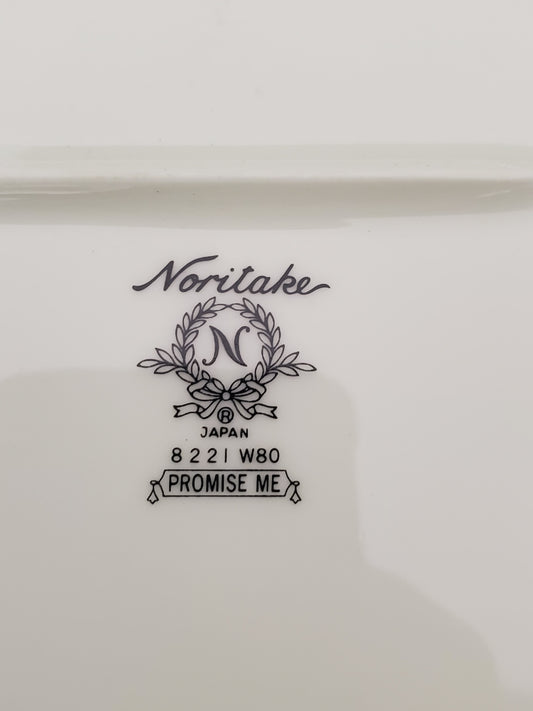 Noritake
N
®
JAPAN
8221 W80
PROMISE ME